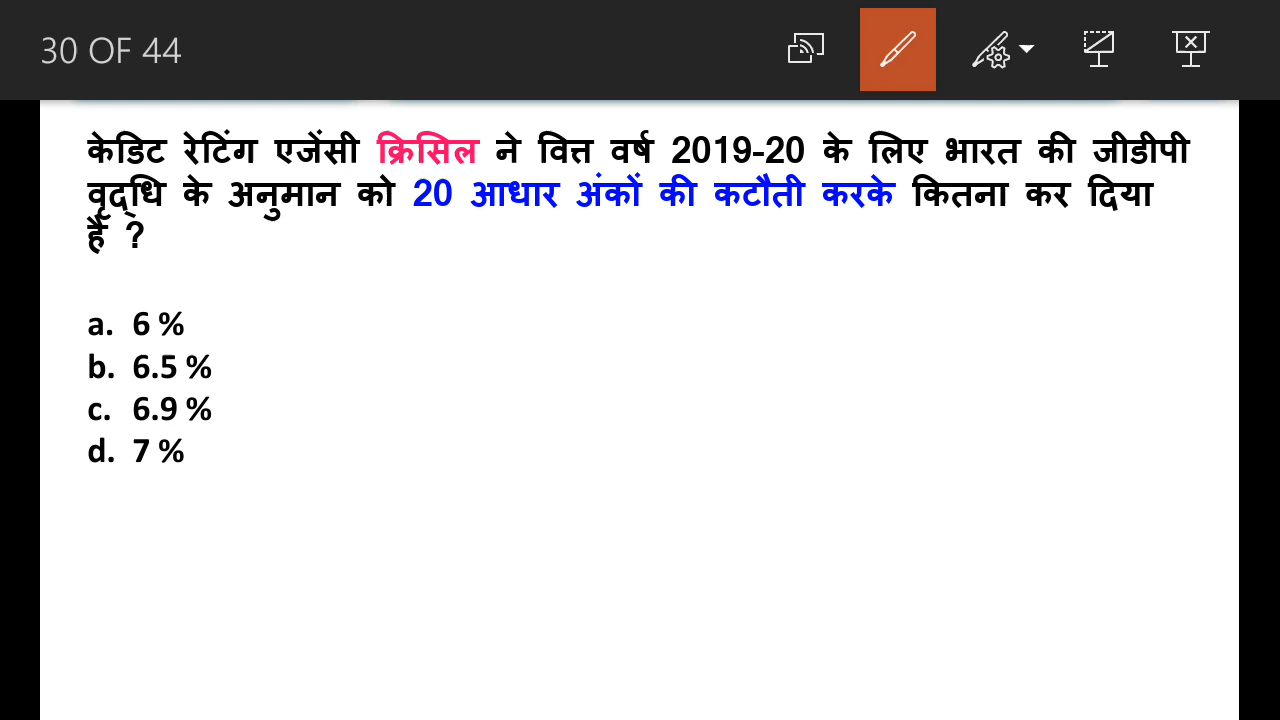 30 OF 44
केडिट रेटिंग एजेंसी क्रिसिल ने वित्त वर्ष 2019-20 के लिए भारत की जीडीपी
वृद्धि के अनुमान को 20 आधार अंकों की कटौती करके कितना कर दिया
है ?
a. 6 %
b. 6.5 %
c. 6.9 %
d. 7 %